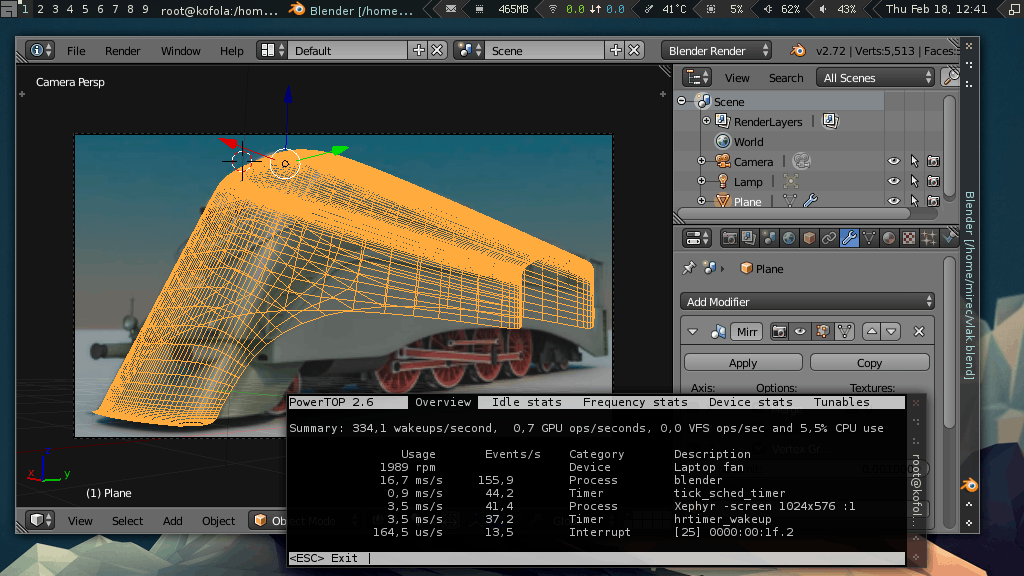 1 2 3 4 5 6 7 8 9 root@kofola:/hom... Blender [/home... 465MB 0.0 0.0 41°C 5% 62% 43% Thu Feb 18, 12:41
File Render Window Help Default Scene Blender Render v2.72 | Verts:5,513 | Faces:
Camera Persp
View Search All Scenes
Scene
RenderLayers
World
Camera
Lamp
Plane
Plane
Add Modifier
Mirr
Apply Copy
Axis: Options: Textures:
(1) Plane
View Select Add Object Object Mode
Blender [/home/mirec/vlak.blend]
PowerTOP 2.6 Overview Idle stats Frequency stats Device stats Tunables
Summary: 334,1 wakeups/second, 0,7 GPU ops/seconds, 0,0 VFS ops/sec and 5,5% CPU use
Usage Events/s Category Description
1989 rpm Device Laptop fan
16,7 ms/s 155,9 Process blender
0,9 ms/s 44,2 Timer tick_sched_timer
3,5 ms/s 41,4 Process Xephyr -screen 1024x576 :1
3,5 ms/s 37,2 Timer hrtimer_wakeup
164,5 us/s 13,5 Interrupt [25] 0000:00:1f.2
<ESC> Exit |
root@kofol.